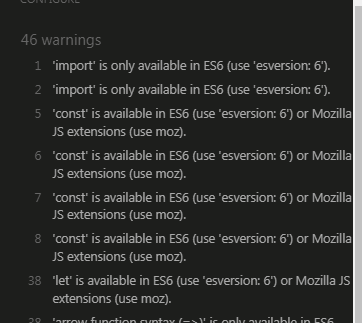 CONFIGURE
46 warnings
1 'import' is only available in ES6 (use 'esversion: 6').
2 'import' is only available in ES6 (use 'esversion: 6').
5 'const' is available in ES6 (use 'esversion: 6') or Mozilla
JS extensions (use moz).
6 'const' is available in ES6 (use 'esversion: 6') or Mozilla
JS extensions (use moz).
7 'const' is available in ES6 (use 'esversion: 6') or Mozilla
JS extensions (use moz).
8 'const' is available in ES6 (use 'esversion: 6') or Mozilla
JS extensions (use moz).
38 'let' is available in ES6 (use 'esversion: 6') or Mozilla JS
extensions (use moz).
38 'arrow function syntax (=>)' is only available in ES6